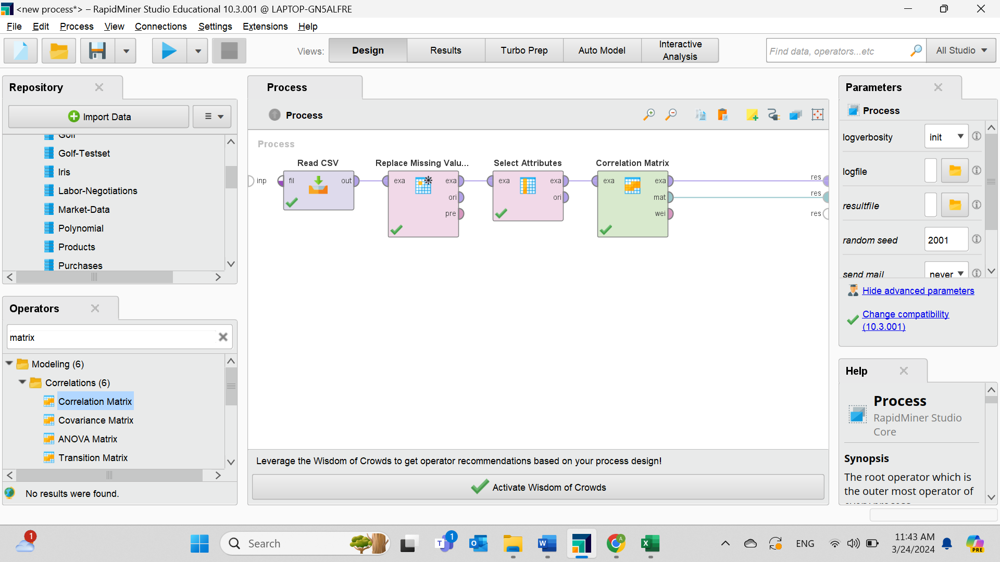 <new process*> – RapidMiner Studio Educational 10.3.001 @ LAPTOP-GN5ALFRE
File Edit Process View Connections Settings Extensions Help
Views: Design Results Turbo Prep Auto Model Interactive Analysis
Find data, operators...etc All Studio
Repository
Import Data
Golf
Golf-Testset
Iris
Labor-Negotiations
Market-Data
Polynomial
Products
Purchases
Operators
matrix
Modeling (6)
Correlations (6)
Correlation Matrix
Covariance Matrix
ANOVA Matrix
Transition Matrix
No results were found.
Process
Process
Process
Read CSV Replace Missing Valu... Select Attributes Correlation Matrix
inp fil out exa exa exa exa exa exa res
ori ori mat res
pre wei res
Leverage the Wisdom of Crowds to get operator recommendations based on your process design!
Activate Wisdom of Crowds
Parameters
Process
logverbosity init
logfile
resultfile
random seed 2001
send mail never
Hide advanced parameters
Change compatibility
(10.3.001)
Help
Process
RapidMiner Studio
Core
Synopsis
The root operator which is
the outer most operator of
1 Search T 1 O W A X ENG 11:43 AM
3/24/2024 PRE